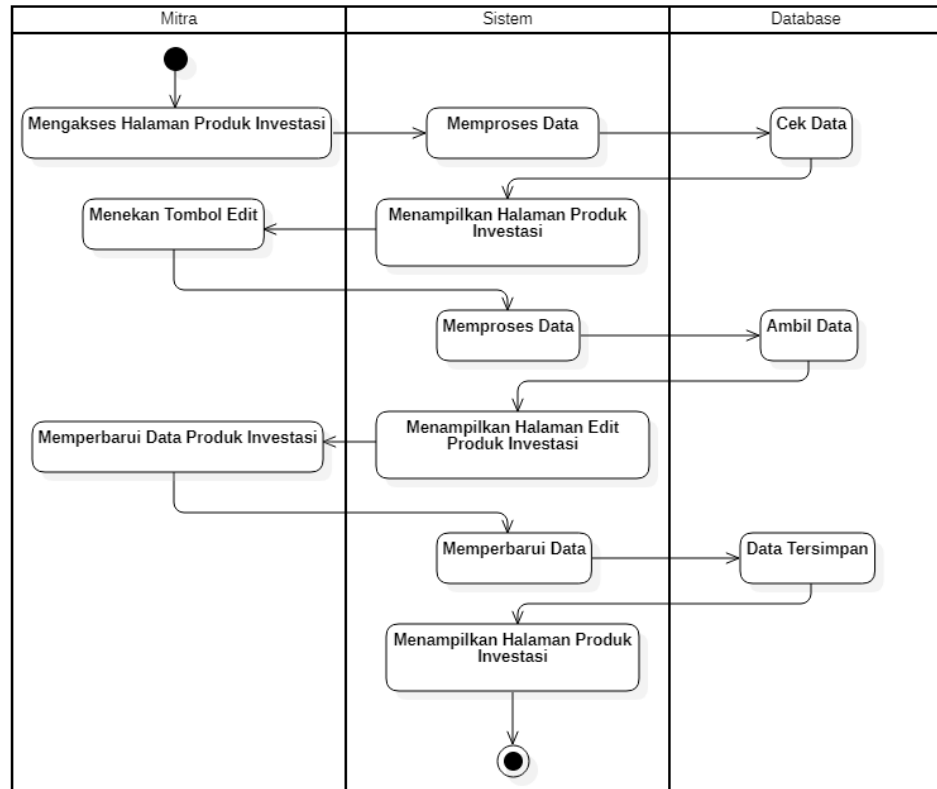 Mitra
Sistem
Database
Mengakses Halaman Produk Investasi
Memproses Data
Cek Data
Menekan Tombol Edit
Menampilkan Halaman Produk
Investasi
Memproses Data
Ambil Data
Memperbarui Data Produk Investasi
Menampilkan Halaman Edit
Produk Investasi
Memperbarui Data
Data Tersimpan
Menampilkan Halaman Produk
Investasi